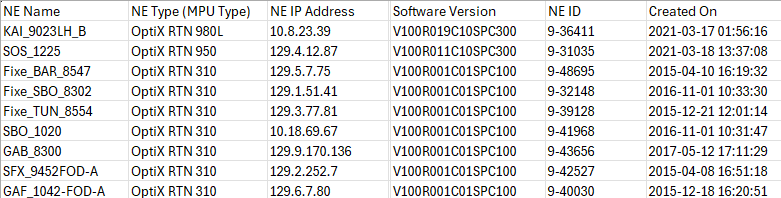 NE Name NE Type (MPU Type) NE IP Address Software Version NE ID Created On
KAI_9023LH_B OptiX RTN 980L 10.8.23.39 V100R019C10SPC300 9-36411 2021-03-17 01:56:16
SOS_1225 OptiX RTN 950 129.4.12.87 V100R011C10SPC300 9-31035 2021-03-18 13:37:08
Fixe_BAR_8547 OptiX RTN 310 129.5.7.75 V100R001C01SPC100 9-48695 2015-04-10 16:19:32
Fixe_SBO_8302 OptiX RTN 310 129.1.51.41 V100R001C01SPC100 9-32148 2016-11-01 10:33:30
Fixe_TUN_8554 OptiX RTN 310 129.3.77.81 V100R001C01SPC100 9-39128 2015-12-21 12:01:14
SBO_1020 OptiX RTN 310 10.18.69.67 V100R001C01SPC100 9-41968 2016-11-01 10:31:47
GAB_8300 OptiX RTN 310 129.9.170.136 V100R001C01SPC100 9-43656 2017-05-12 17:11:29
SFX_9452FOD-A OptiX RTN 310 129.2.252.7 V100R001C01SPC100 9-42527 2015-04-08 16:51:18
GAF_1042-FOD-A OptiX RTN 310 129.6.7.80 V100R001C01SPC100 9-40030 2015-12-18 16:20:51